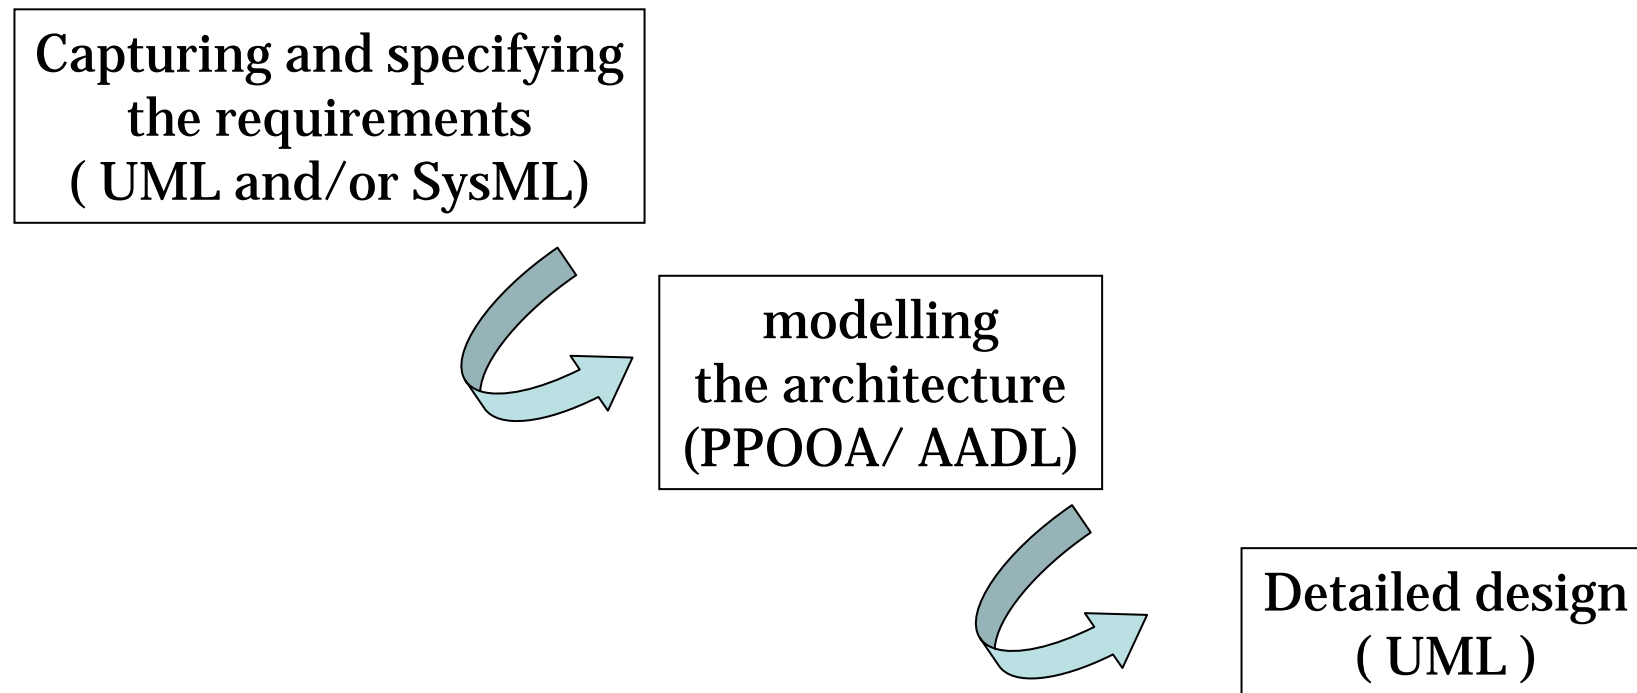 Capturing and specifying
the requirements
( UML and/or SysML)
modelling
the architecture
(PPOOA/ AADL)
Detailed design
( UML )